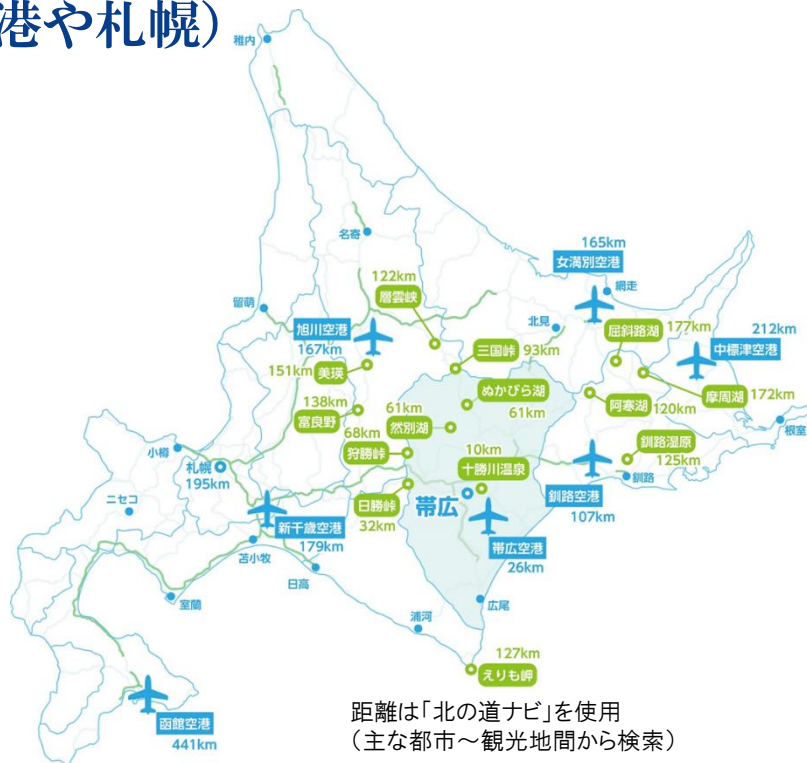 港や札幌）
稚内
名寄
165km
女満別空港
網走
122km
層雲峡
留萌
旭川空港
167km
北見
屈斜路湖 177km
212km
中標津空港
三国峠 93km
151km 美瑛
ぬかびら湖
61km
摩周湖 172km
138km
富良野
61km
然別湖
阿寒湖 120km
根室
68km
狩勝峠
釧路湿原
125km
小樽
札幌
195km
10km
十勝川温泉
釧路
ニセコ
帯広
釧路空港
107km
日勝峠
32km
新千歳空港
179km
帯広空港
26km
苫小牧
日高
室蘭
浦河
広尾
127km
えりも岬
函館空港
441km
距離は「北の道ナビ」を使用
（主な都市～観光地間から検索）